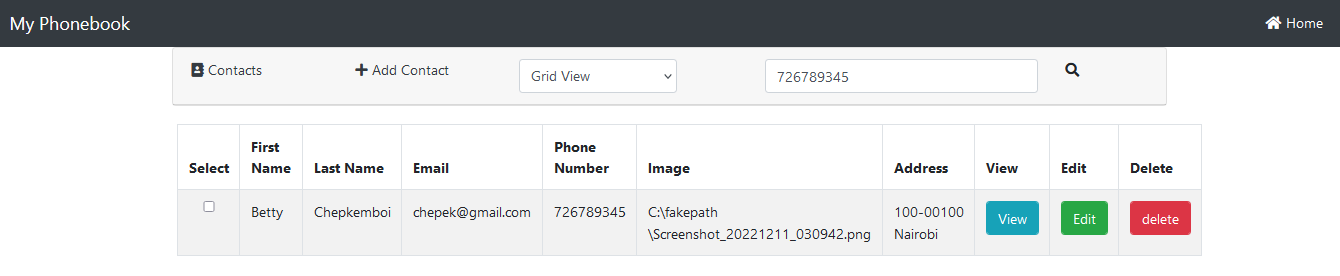 My Phonebook Home
Contacts Add Contact Grid View 726789345
Select First Name Last Name Email Phone Number Image Address View Edit Delete
Betty Chepkemboi chepek@gmail.com 726789345 C:\fakepath 100-00100 View Edit delete
\Screenshot_20221211_030942.png Nairobi